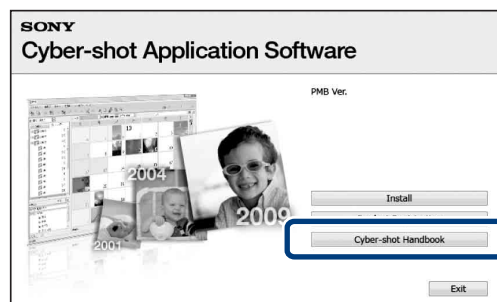 SONY
Cyber-shot Application Software
PMB Ver.
2004
2009
2001
13
Install
Cyber-shot Handbook
Exit